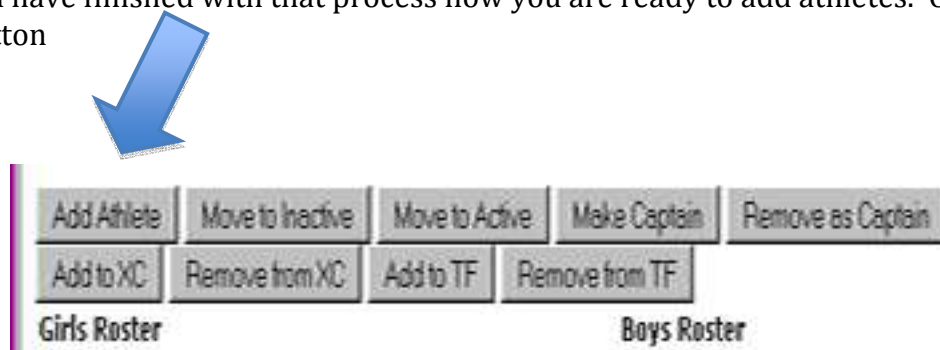 have finished with that process now you are ready to add athletes.
tton
Add Athlete Move to Inactive Move to Active Make Captain Remove as Captain
Add to XC Remove from XC Add to TF Remove from TF
Girls Roster Boys Roster